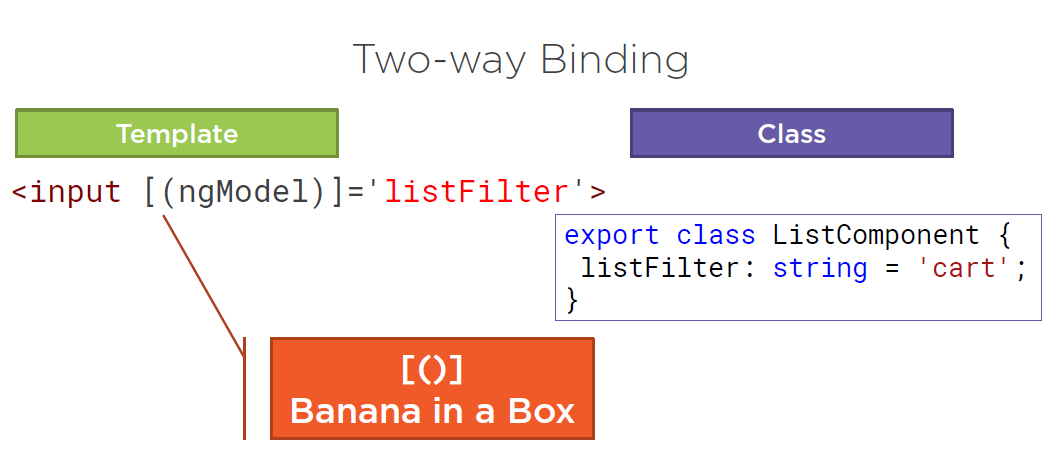 Two-way Binding
Template
Class
<input [(ngModel)]='listFilter'>
export class ListComponent {
 listFilter: string = 'cart';
}
[()]
Banana in a Box